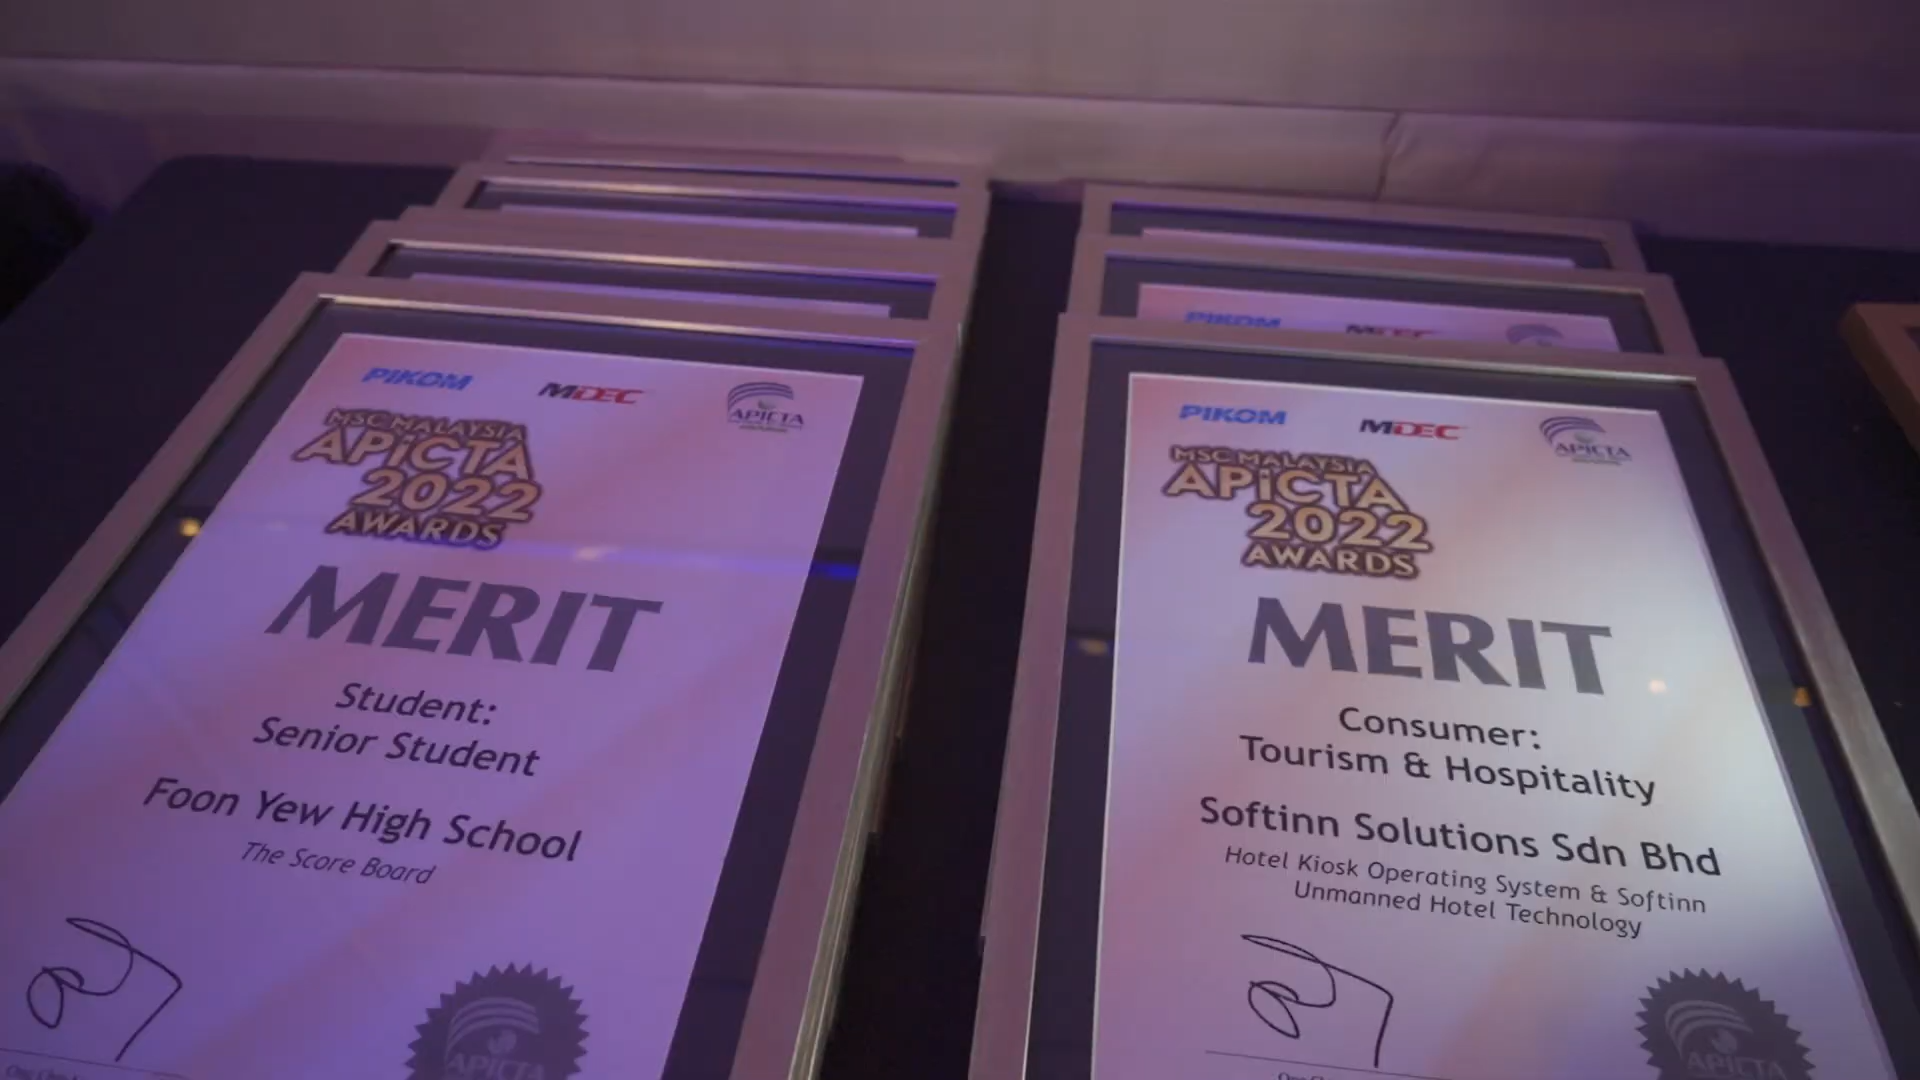 PIKOM MDEC APICTA
MSC MALAYSIA
APiCTA
2022
AWARDS
MERIT
Student:
Senior Student
Foon Yew High School
The Score Board
APICTA
PIKOM MDEC
PIKOM MDEC APICTA
MSC MALAYSIA
APiCTA
2022
AWARDS
MERIT
Consumer:
Tourism & Hospitality
Softinn Solutions Sdn Bhd
Hotel Kiosk Operating System & Softinn
Unmanned Hotel Technology
APICTA